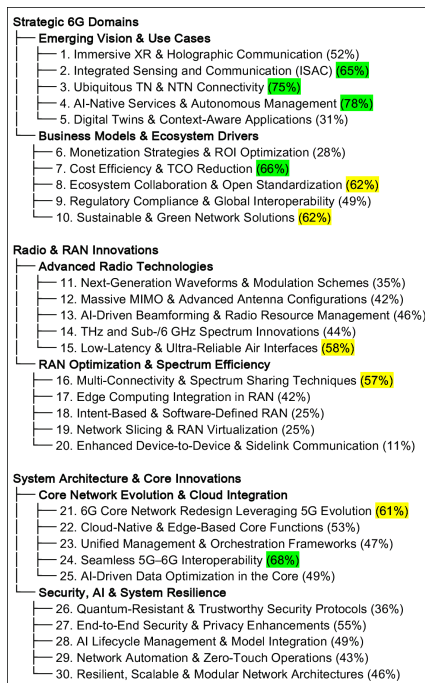 Strategic 6G Domains
├── Emerging Vision & Use Cases
│ ├── 1. Immersive XR & Holographic Communication (52%)
│ ├── 2. Integrated Sensing and Communication (ISAC) (65%)
│ ├── 3. Ubiquitous TN & NTN Connectivity (75%)
│ ├── 4. AI-Native Services & Autonomous Management (78%)
│ └── 5. Digital Twins & Context-Aware Applications (31%)
└── Business Models & Ecosystem Drivers
├── 6. Monetization Strategies & ROI Optimization (28%)
├── 7. Cost Efficiency & TCO Reduction (66%)
├── 8. Ecosystem Collaboration & Open Standardization (62%)
├── 9. Regulatory Compliance & Global Interoperability (49%)
└── 10. Sustainable & Green Network Solutions (62%)
Radio & RAN Innovations
├── Advanced Radio Technologies
│ ├── 11. Next-Generation Waveforms & Modulation Schemes (35%)
│ ├── 12. Massive MIMO & Advanced Antenna Configurations (42%)
│ ├── 13. AI-Driven Beamforming & Radio Resource Management (46%)
│ ├── 14. THz and Sub-/6 GHz Spectrum Innovations (44%)
│ └── 15. Low-Latency & Ultra-Reliable Air Interfaces (58%)
└── RAN Optimization & Spectrum Efficiency
├── 16. Multi-Connectivity & Spectrum Sharing Techniques (57%)
├── 17. Edge Computing Integration in RAN (42%)
├── 18. Intent-Based & Software-Defined RAN (25%)
├── 19. Network Slicing & RAN Virtualization (25%)
└── 20. Enhanced Device-to-Device & Sidelink Communication (11%)
System Architecture & Core Innovations
├── Core Network Evolution & Cloud Integration
│ ├── 21. 6G Core Network Redesign Leveraging 5G Evolution (61%)
│ ├── 22. Cloud-Native & Edge-Based Core Functions (53%)
│ ├── 23. Unified Management & Orchestration Frameworks (47%)
│ ├── 24. Seamless 5G–6G Interoperability (68%)
│ └── 25. AI-Driven Data Optimization in the Core (49%)
└── Security, AI & System Resilience
├── 26. Quantum-Resistant & Trustworthy Security Protocols (36%)
├── 27. End-to-End Security & Privacy Enhancements (55%)
├── 28. AI Lifecycle Management & Model Integration (49%)
├── 29. Network Automation & Zero-Touch Operations (43%)
└── 30. Resilient, Scalable & Modular Network Architectures (46%)